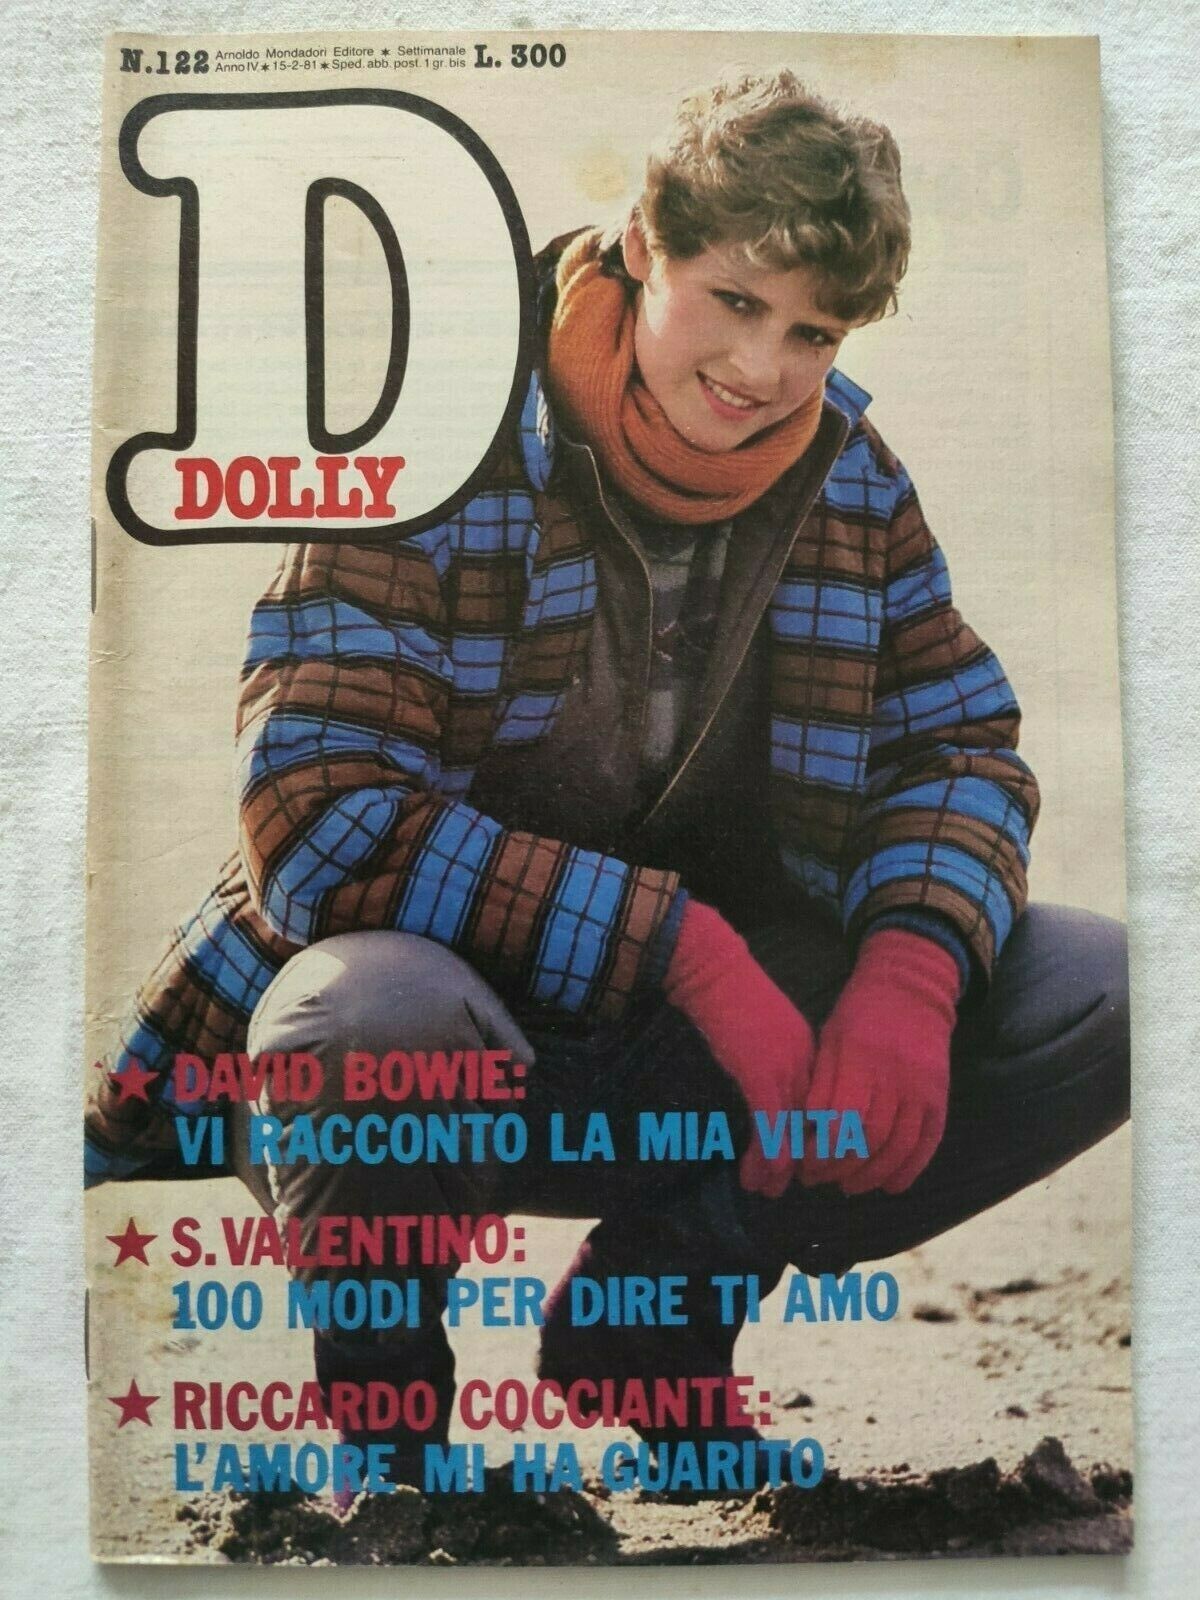 N.122 Arnoldo Mondadori Editore ★ Settimanale L. 300
Anno IV.★ 15-2-81 ★ Sped. abb. post. 1 gr. bis
D
DOLLY
★ DAVID BOWIE:
VI RACCONTO LA MIA VITA
★ S.VALENTINO:
100 MODI PER DIRE TI AMO
★ RICCARDO COCCIANTE:
L'AMORE MI HA GUARITO